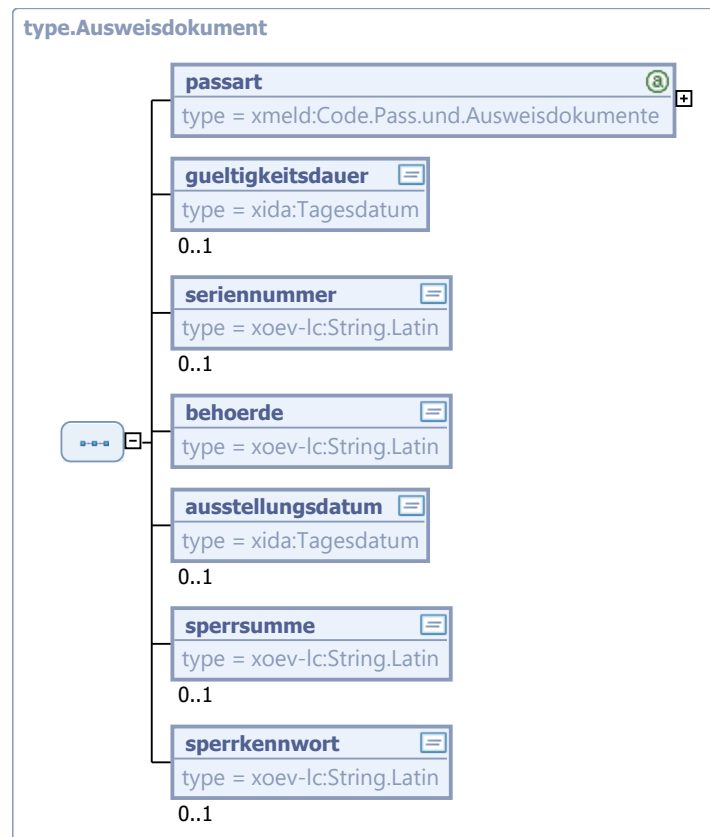 type.Ausweisdokument
passart
type = xmeld:Code.Pass.und.Ausweisdokumente
gueltigkeitsdauer
type = xida:Tagesdatum
0..1
seriennummer
type = xoev-lc:String.Latin
0..1
behoerde
type = xoev-lc:String.Latin
ausstellungsdatum
type = xida:Tagesdatum
0..1
sperrsumme
type = xoev-lc:String.Latin
0..1
sperrkennwort
type = xoev-lc:String.Latin
0..1